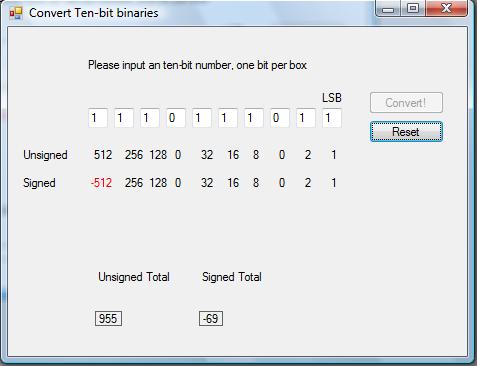 Convert Ten-bit binaries
Please input an ten-bit number, one bit per box
LSB
Convert!
1 1 1 0 1 1 1 0 1 1
Reset
Unsigned 512 256 128 0 32 16 8 0 2 1
Signed -512 256 128 0 32 16 8 0 2 1
Unsigned Total Signed Total
955 -69